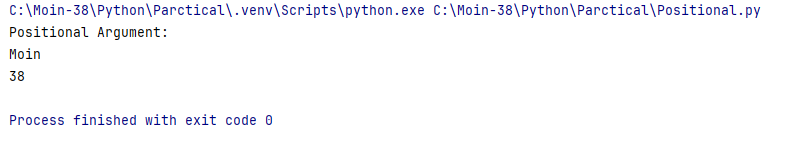 C:\Moin-38\Python\Parctical\.venv\Scripts\python.exe C:\Moin-38\Python\Parctical\Positional.py
Positional Argument:
Moin
38
Process finished with exit code 0